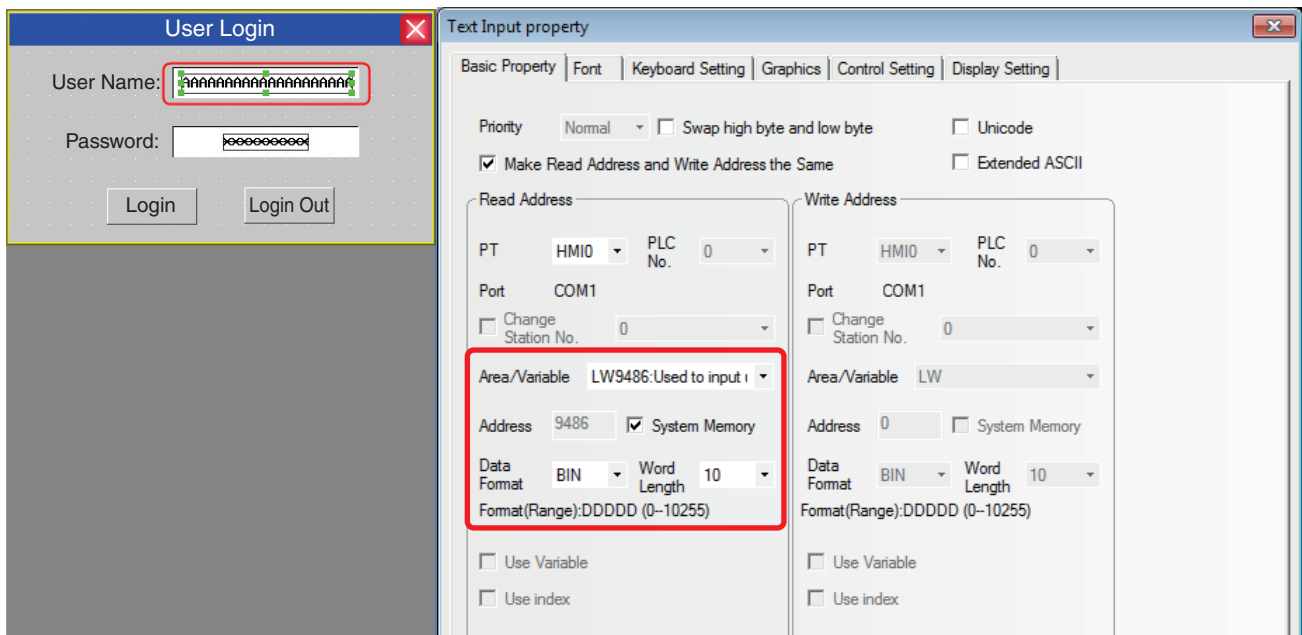 User Login
User Name: AAAAAAAAAAAAAAAAAAAA
Password:
Login Login Out
Text Input property
Basic Property Font Keyboard Setting Graphics Control Setting Display Setting
Priority Normal Swap high byte and low byte Unicode
Make Read Address and Write Address the Same Extended ASCII
Read Address
PT HMI0 PLC No. 0
Port COM1
Change Station No. 0
Area/Variable LW9486:Used to input
Address 9486 System Memory
Data Format BIN Word Length 10
Format(Range):DDDDD (0--10255)
Use Variable
Use index
Write Address
PT HMI0 PLC No. 0
Port COM1
Change Station No. 0
Area/Variable LW
Address 0 System Memory
Data Format BIN Word Length 10
Format(Range):DDDDD (0--10255)
Use Variable
Use index